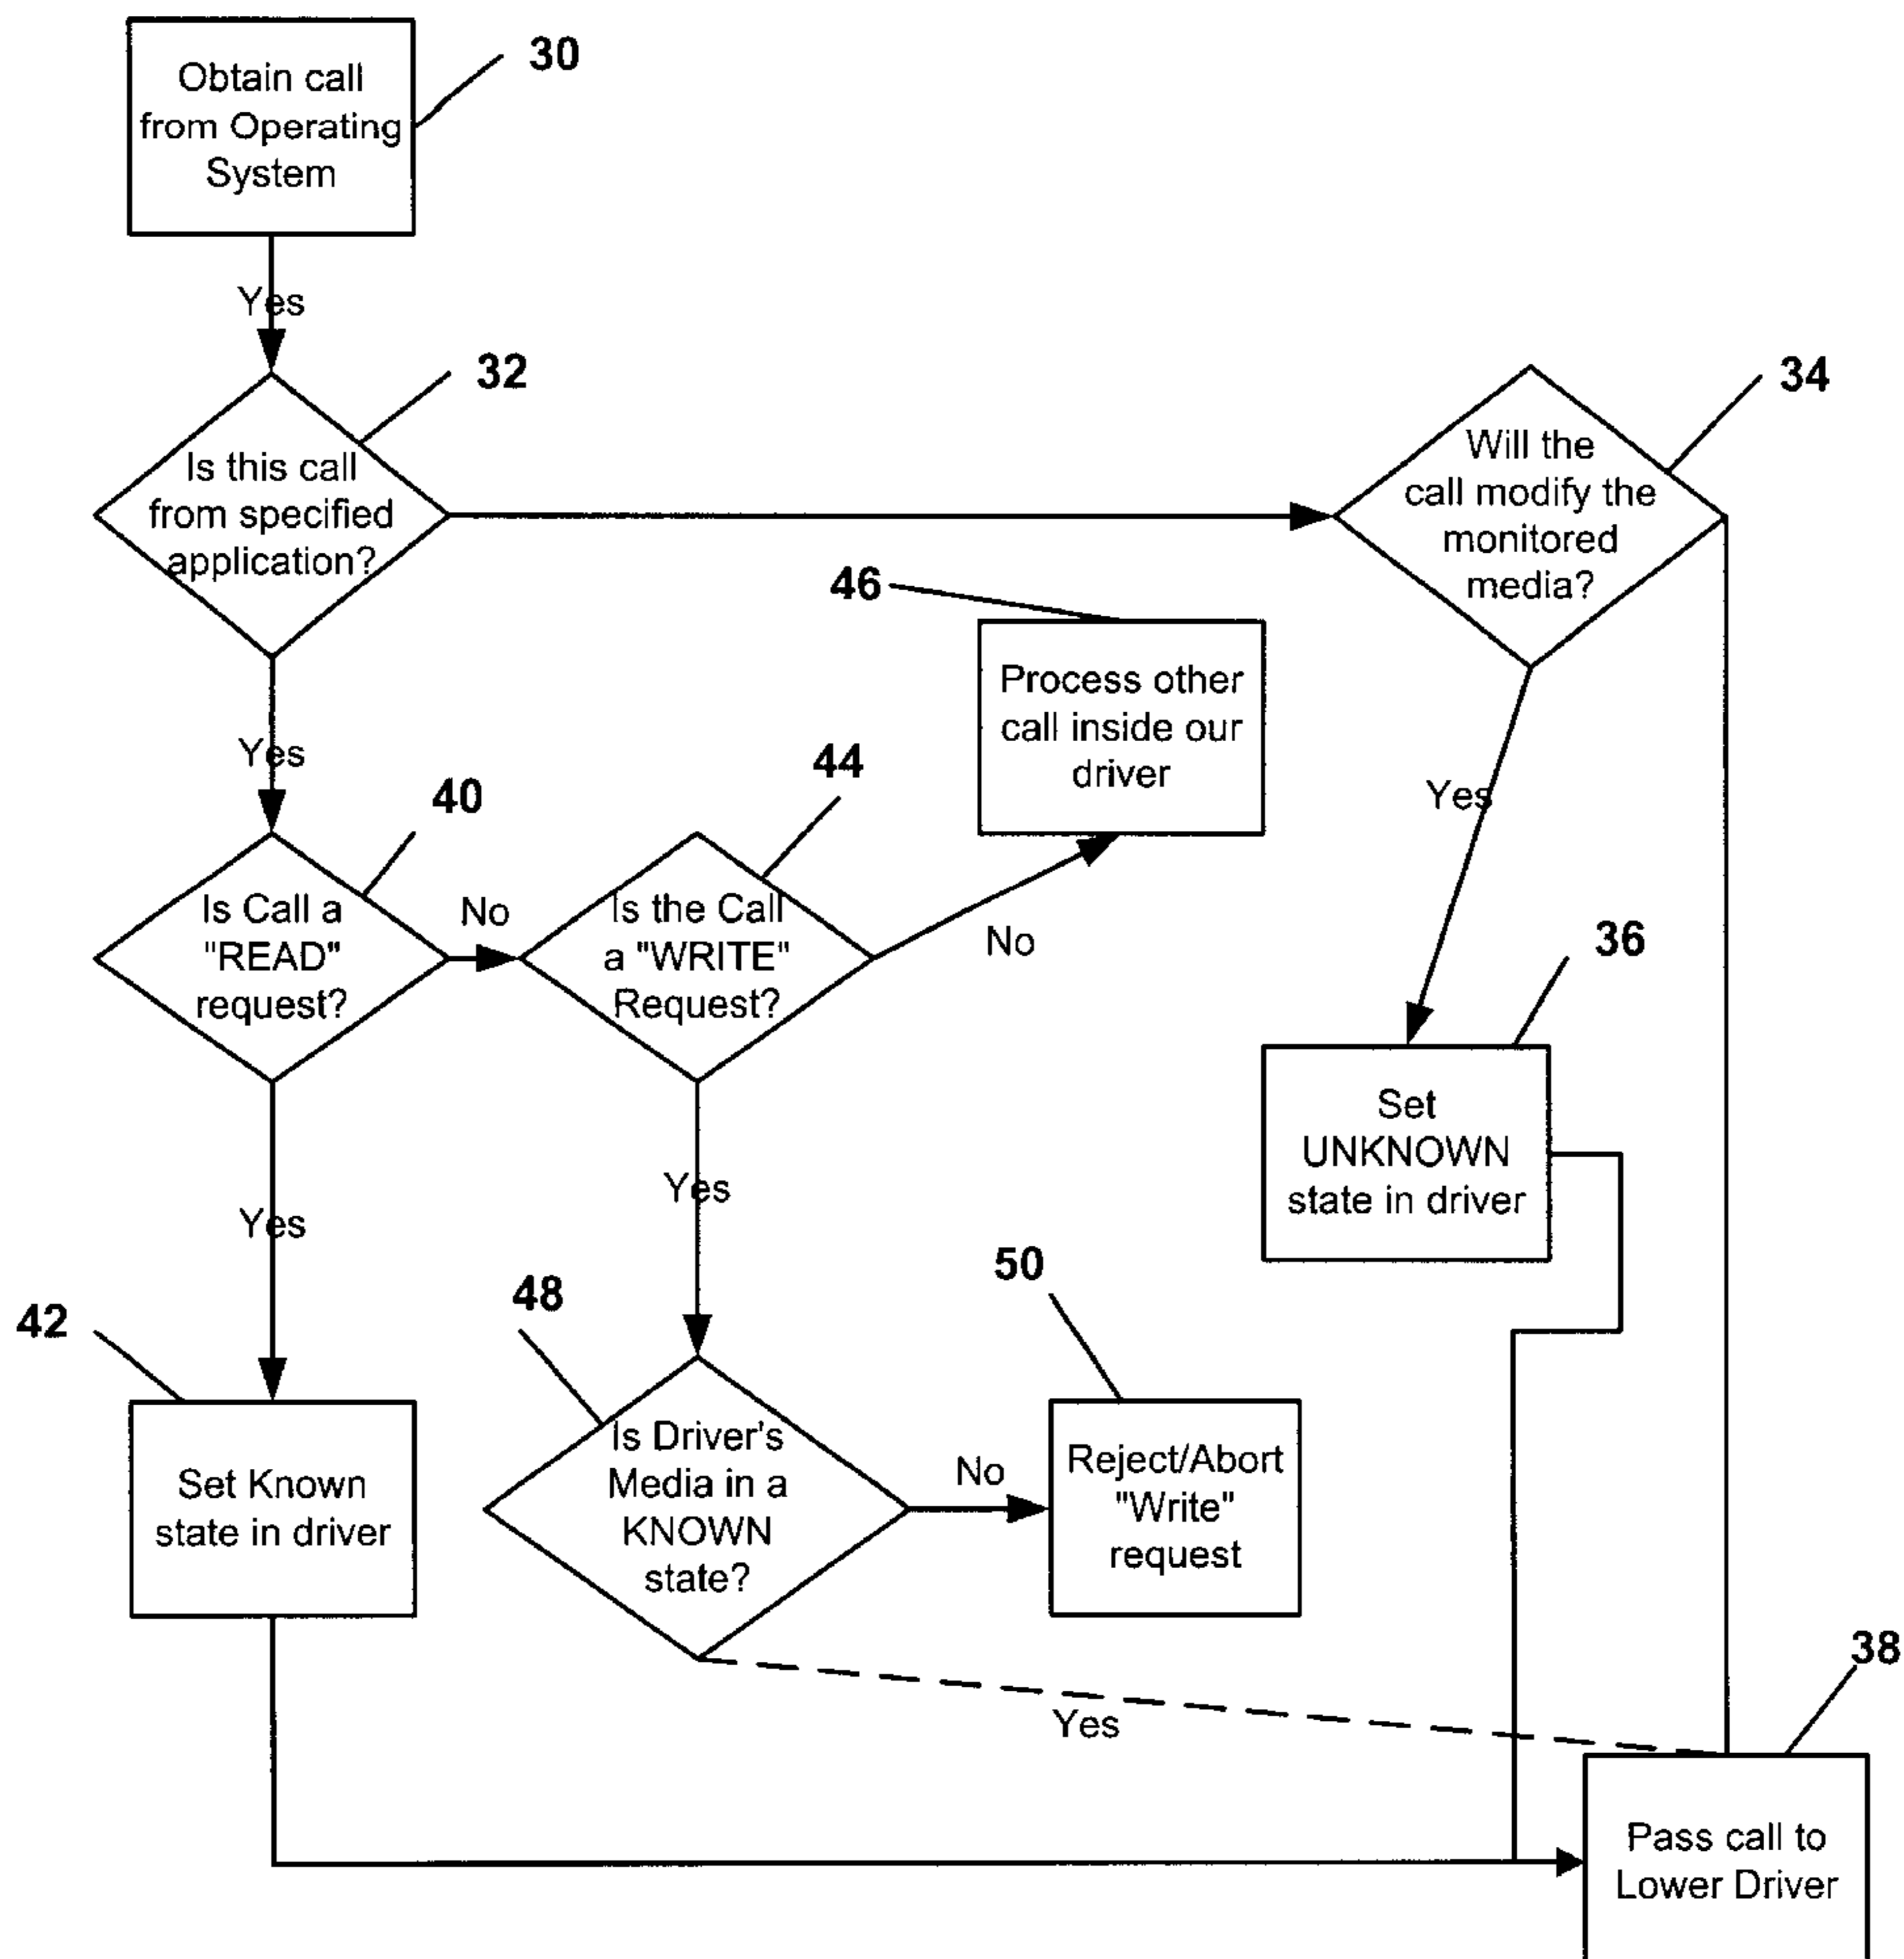 Obtain call
from Operating
System
30
Yes
Is this call
from specified
application?
32
Will the
call modify the
monitored
media?
34
Process other
call inside our
driver
46
Yes
Yes
Is Call a
"READ"
request?
40
No
Is the Call
a "WRITE"
Request?
44
No
Set
UNKNOWN
state in driver
36
Yes
Yes
Set Known
state in driver
42
Is Driver's
Media in a
KNOWN
state?
48
No
Reject/Abort
"Write"
request
50
Yes
Pass call to
Lower Driver
38